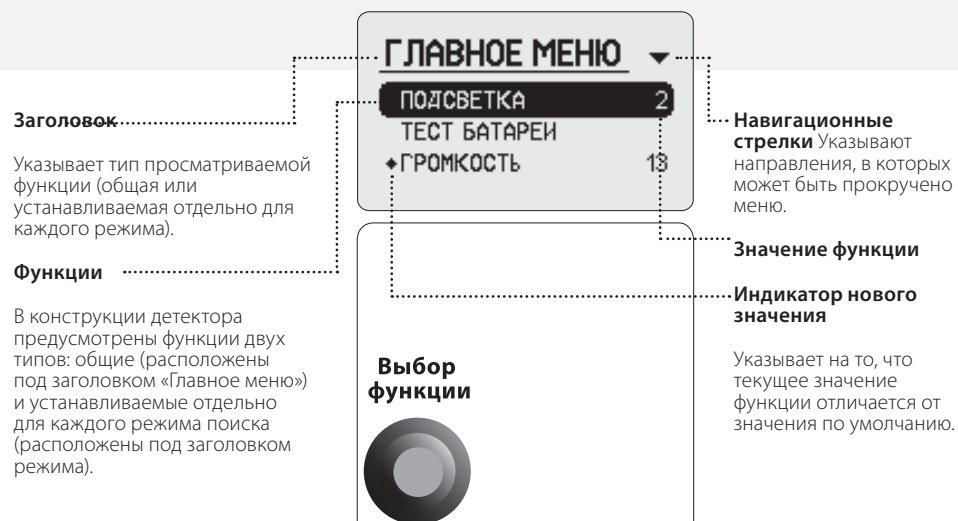 ГЛАВНОЕ МЕНЮ
ПОДСВЕТКА 2
ТЕСТ БАТАРЕИ
ГРОМКОСТЬ 13
Заголовок
Указывает тип просматриваемой
функции (общая или
устанавливаемая отдельно для
каждого режима).
Функции
В конструкции детектора
предусмотрены функции двух
типов: общие (расположены
под заголовком «Главное меню»)
и устанавливаемые отдельно
для каждого режима поиска
(расположены под заголовком
режима).
Выбор
функции
Навигационные
стрелки Указывают
направления, в которых
может быть прокручено
меню.
Значение функции
Индикатор нового
значения
Указывает на то, что
текущее значение
функции отличается от
значения по умолчанию.